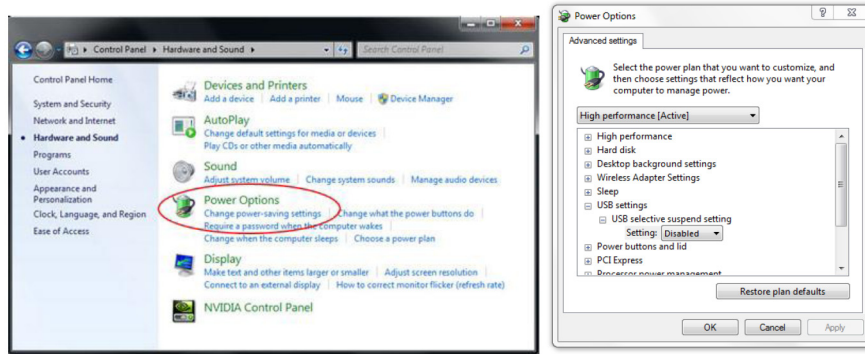 Control Panel ▸ Hardware and Sound ▸
Search Control Panel
Control Panel Home
System and Security
Network and Internet
Hardware and Sound
Programs
User Accounts
Appearance and
Personalization
Clock, Language, and Region
Ease of Access
Devices and Printers
Add a device | Add a printer | Mouse | Device Manager
AutoPlay
Change default settings for media or devices
Play CDs or other media automatically
Sound
Adjust system volume | Change system sounds | Manage audio devices
Power Options
Change power-saving settings | Change what the power buttons do
Require a password when the computer wakes
Change when the computer sleeps | Choose a power plan
Display
Make text and other items larger or smaller | Adjust screen resolution
Connect to an external display | How to correct monitor flicker (refresh rate)
NVIDIA Control Panel
Power Options
Advanced settings
Select the power plan that you want to customize, and
then choose settings that reflect how you want your
computer to manage power.
High performance [Active]
High performance
Hard disk
Desktop background settings
Wireless Adapter Settings
Sleep
USB settings
USB selective suspend setting
Setting: Disabled
Power buttons and lid
PCI Express
Processor power management
Restore plan defaults
OK
Cancel
Apply